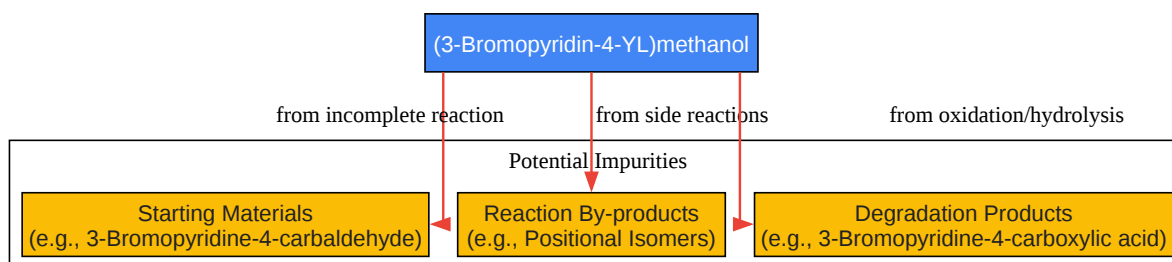 (3-Bromopyridin-4-YL)methanol
from incomplete reaction
from side reactions
from oxidation/hydrolysis
Potential Impurities
Starting Materials
(e.g., 3-Bromopyridine-4-carbaldehyde)
Reaction By-products
(e.g., Positional Isomers)
Degradation Products
(e.g., 3-Bromopyridine-4-carboxylic acid)